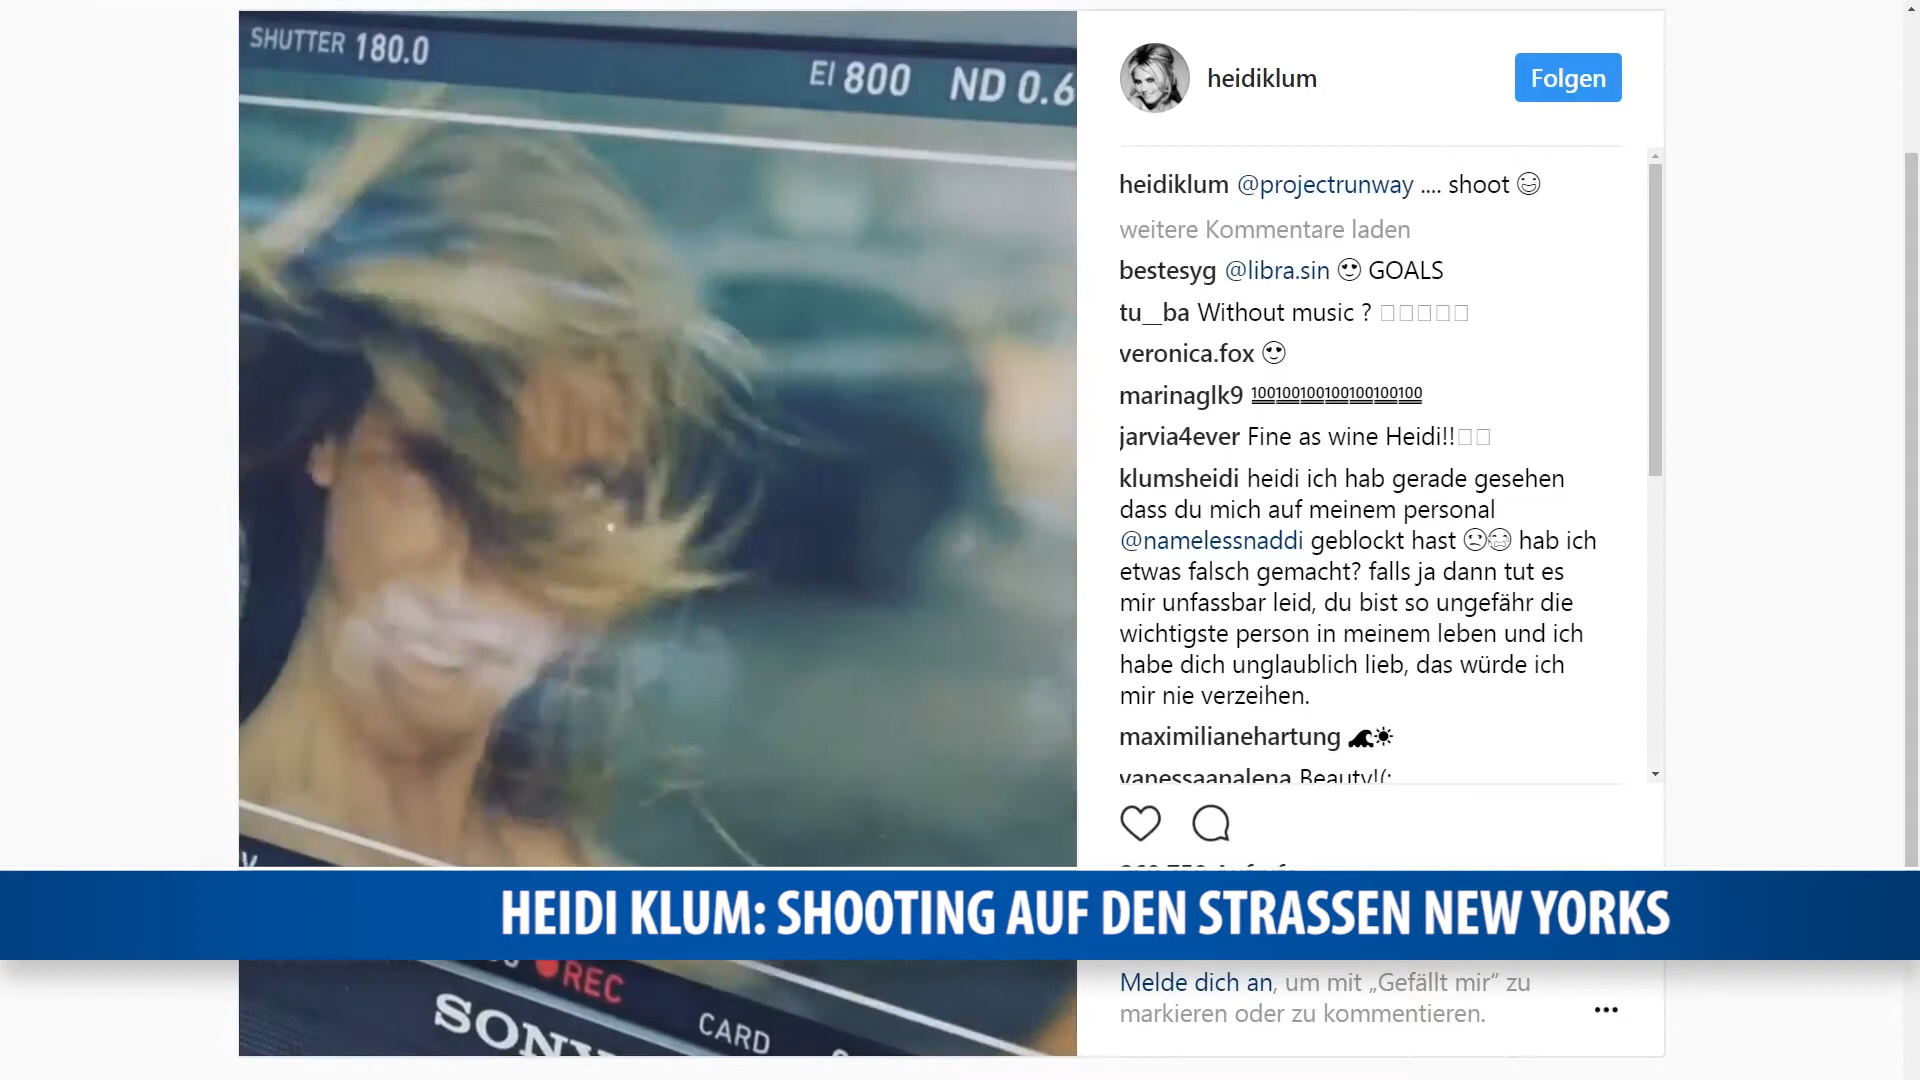 SHUTTER 180.0
EI 800 ND 0.6
heidiklum
Folgen
heidiklum @projectrunway .... shoot 😊
weitere Kommentare laden
bestesyg @libra.sin 😍 GOALS
tu__ba Without music ? □□□□□
veronica.fox 😍
marinaglk9 💯💯💯💯💯💯💯
jarvia4ever Fine as wine Heidi!!□□
klumsheidi heidi ich hab gerade gesehen
dass du mich auf meinem personal
@namelessnaddi geblockt hast 😢😭 hab ich
etwas falsch gemacht? falls ja dann tut es
mir unfassbar leid, du bist so ungefähr die
wichtigste person in meinem leben und ich
habe dich unglaublich lieb, das würde ich
mir nie verzeihen.
maximilianehartung 🌊☀
vanessaanalena Beauty!(:
HEIDI KLUM: SHOOTING AUF DEN STRASSEN NEW YORKS
REC
SONY
CARD
Melde dich an, um mit „Gefällt mir“ zu
markieren oder zu kommentieren.